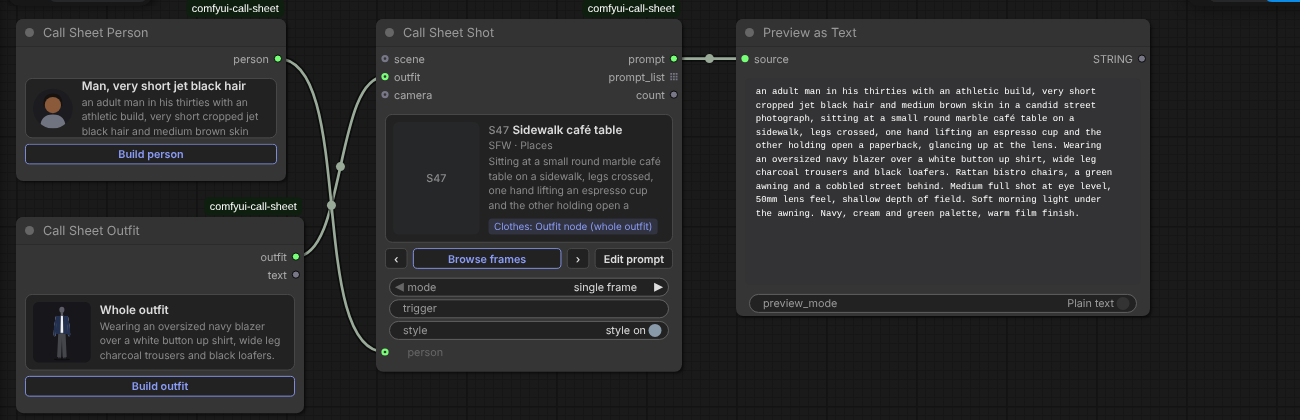 comfyui-call-sheet
Call Sheet Person
person
Man, very short jet black hair
an adult man in his thirties with an
athletic build, very short cropped jet
black hair and medium brown skin
Build person
comfyui-call-sheet
Call Sheet Outfit
outfit
text
Whole outfit
Wearing an oversized navy blazer
over a white button up shirt, wide leg
charcoal trousers and black loafers.
Build outfit
comfyui-call-sheet
Call Sheet Shot
scene prompt
outfit prompt_list
camera count
S47
S47 Sidewalk café table
SFW · Places
Sitting at a small round marble café
table on a sidewalk, legs crossed,
one hand lifting an espresso cup
and the other holding open a
Clothes: Outfit node (whole outfit)
‹ Browse frames › Edit prompt
mode single frame
trigger
style style on
person
Preview as Text
source STRING
an adult man in his thirties with an athletic build, very short
cropped jet black hair and medium brown skin in a candid street
photograph, sitting at a small round marble café table on a
sidewalk, legs crossed, one hand lifting an espresso cup and the
other holding open a paperback, glancing up at the lens. Wearing
an oversized navy blazer over a white button up shirt, wide leg
charcoal trousers and black loafers. Rattan bistro chairs, a green
awning and a cobbled street behind. Medium full shot at eye level,
50mm lens feel, shallow depth of field. Soft morning light under
the awning. Navy, cream and green palette, warm film finish.
preview_mode Plain text